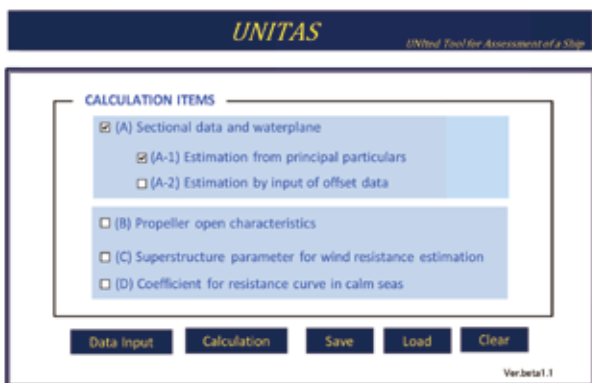 UNITAS
UNIted Tool for Assessment of a Ship
CALCULATION ITEMS
(A) Sectional data and waterplane
(A-1) Estimation from principal particulars
(A-2) Estimation by input of offset data
(B) Propeller open characteristics
(C) Superstructure parameter for wind resistance estimation
(D) Coefficient for resistance curve in calm seas
Data Input Calculation Save Load Clear
Ver.beta1.1